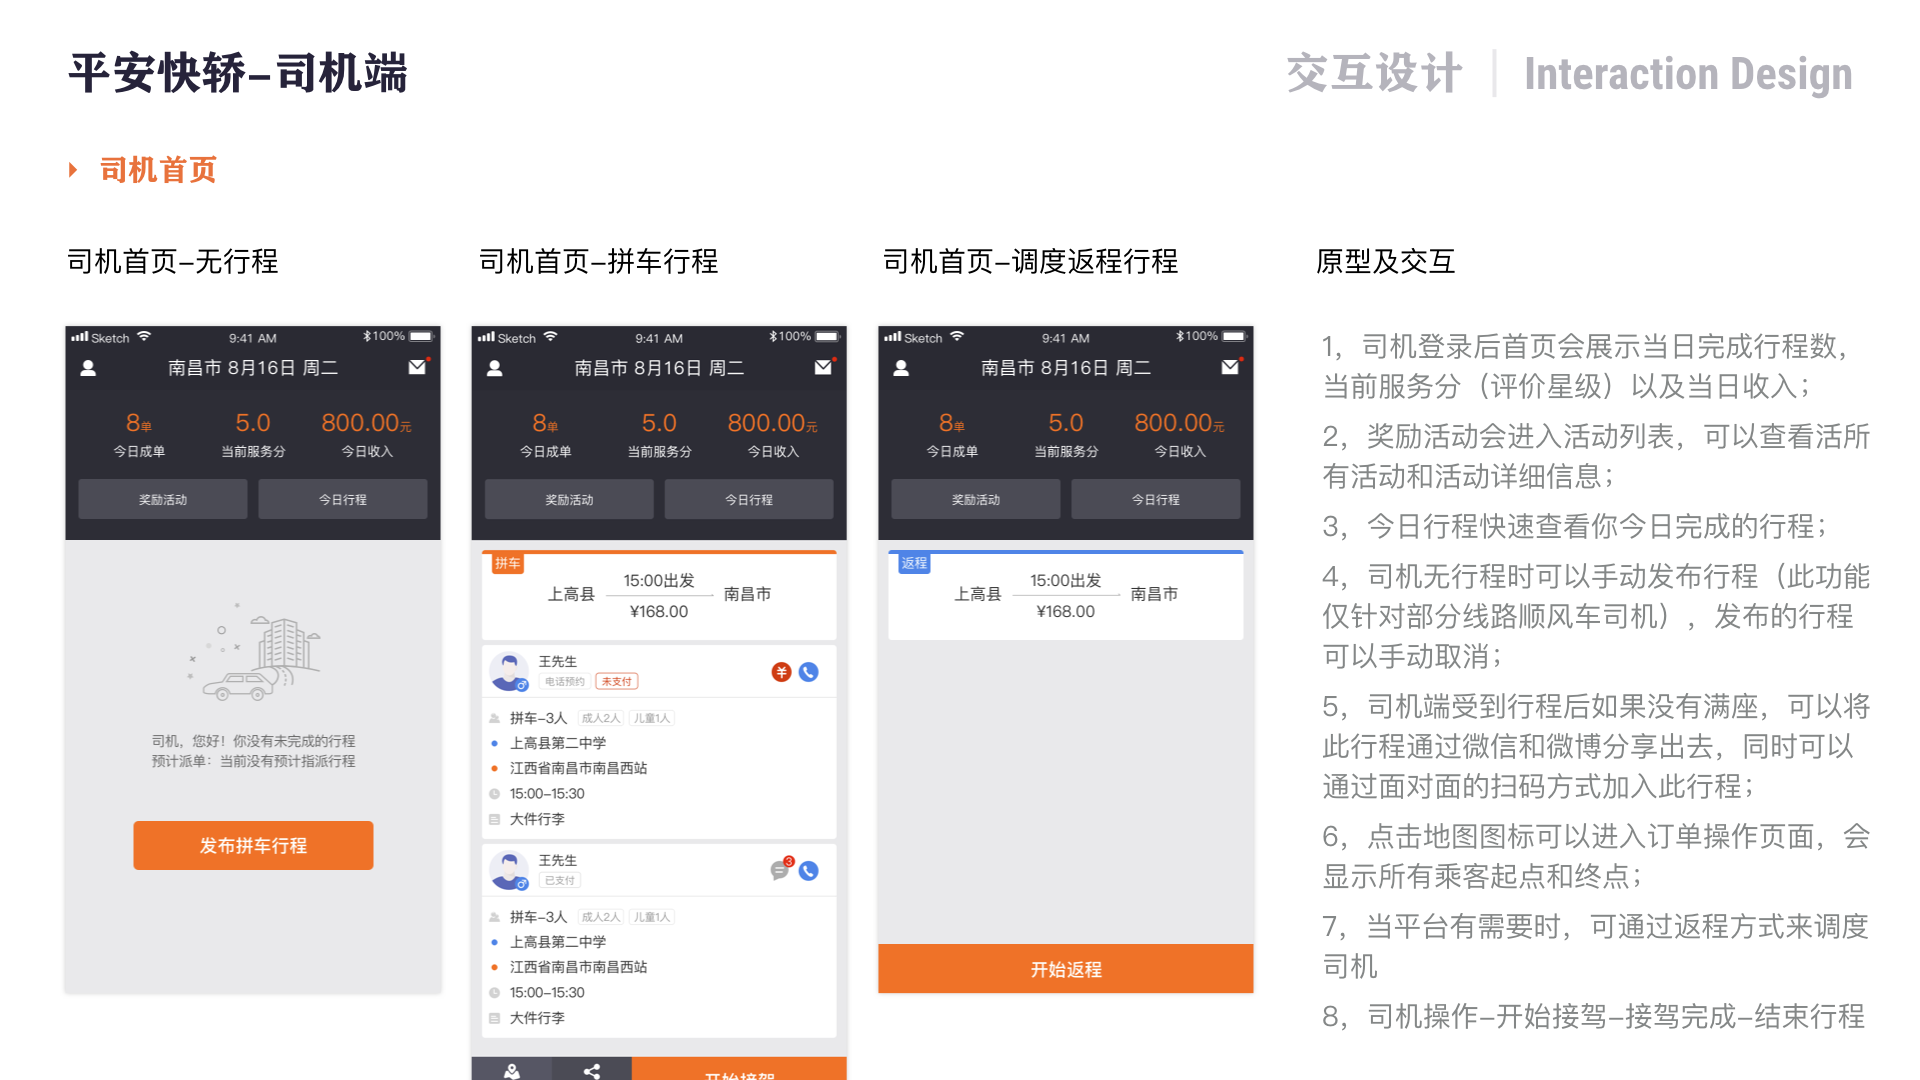 平安快轿–司机端
交互设计 | Interaction Design
司机首页
司机首页–无行程
Sketch 9:41 AM 100%
南昌市 8月16日 周二
8单 5.0 800.00元
今日成单 当前服务分 今日收入
奖励活动 今日行程
司机，您好！你没有未完成的行程
预计派单：当前没有预计指派行程
发布拼车行程
司机首页–拼车行程
Sketch 9:41 AM 100%
南昌市 8月16日 周二
8单 5.0 800.00元
今日成单 当前服务分 今日收入
奖励活动 今日行程
拼车
15:00出发
上高县 南昌市
¥168.00
王先生
电话预约 未支付
拼车–3人 成人2人 儿童1人
上高县第二中学
江西省南昌市南昌西站
15:00–15:30
大件行李
王先生 3
已支付
拼车–3人 成人2人 儿童1人
上高县第二中学
江西省南昌市南昌西站
15:00–15:30
大件行李
开始接驾
司机首页–调度返程行程
Sketch 9:41 AM 100%
南昌市 8月16日 周二
8单 5.0 800.00元
今日成单 当前服务分 今日收入
奖励活动 今日行程
返程
15:00出发
上高县 南昌市
¥168.00
开始返程
原型及交互
1，司机登录后首页会展示当日完成行程数，
当前服务分（评价星级）以及当日收入；
2，奖励活动会进入活动列表，可以查看活所
有活动和活动详细信息；
3，今日行程快速查看你今日完成的行程；
4，司机无行程时可以手动发布行程（此功能
仅针对部分线路顺风车司机），发布的行程
可以手动取消；
5，司机端受到行程后如果没有满座，可以将
此行程通过微信和微博分享出去，同时可以
通过面对面的扫码方式加入此行程；
6，点击地图图标可以进入订单操作页面，会
显示所有乘客起点和终点；
7，当平台有需要时，可通过返程方式来调度
司机
8，司机操作–开始接驾–接驾完成–结束行程